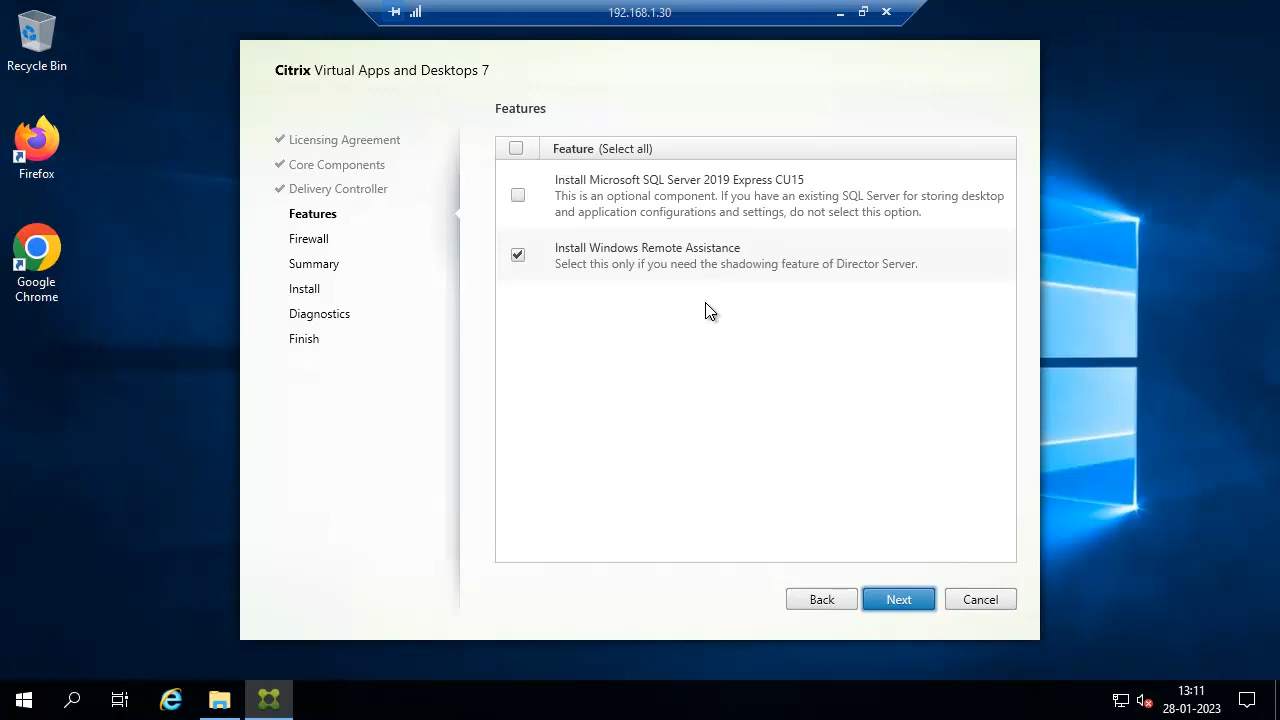 192.168.1.30
Recycle Bin
Firefox
Google
Chrome
Citrix Virtual Apps and Desktops 7
Licensing Agreement
Core Components
Delivery Controller
Features
Firewall
Summary
Install
Diagnostics
Finish
Features
Feature (Select all)
Install Microsoft SQL Server 2019 Express CU15
This is an optional component. If you have an existing SQL Server for storing desktop
and application configurations and settings, do not select this option.
Install Windows Remote Assistance
Select this only if you need the shadowing feature of Director Server.
Back
Next
Cancel
13:11
28-01-2023